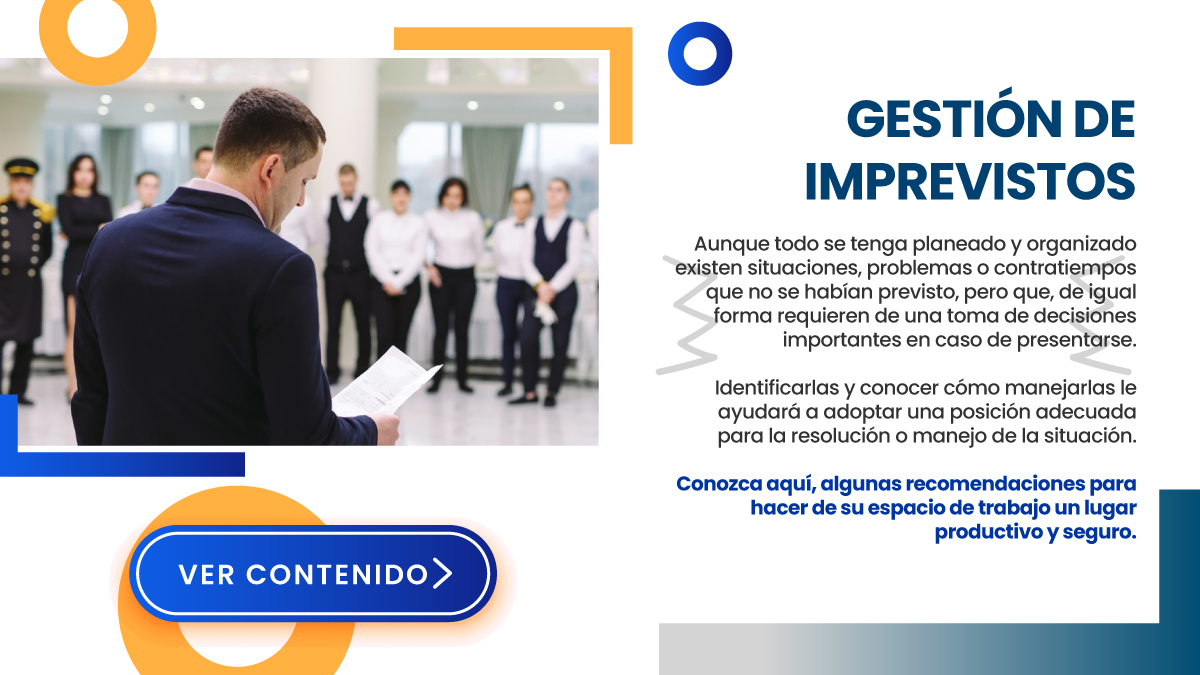 GESTIÓN DE
IMPREVISTOS
Aunque todo se tenga planeado y organizado
existen situaciones, problemas o contratiempos
que no se habían previsto, pero que, de igual
forma requieren de una toma de decisiones
importantes en caso de presentarse.
Identificarlas y conocer cómo manejarlas le
ayudará a adoptar una posición adecuada
para la resolución o manejo de la situación.
Conozca aquí, algunas recomendaciones para
hacer de su espacio de trabajo un lugar
productivo y seguro.
VER CONTENIDO